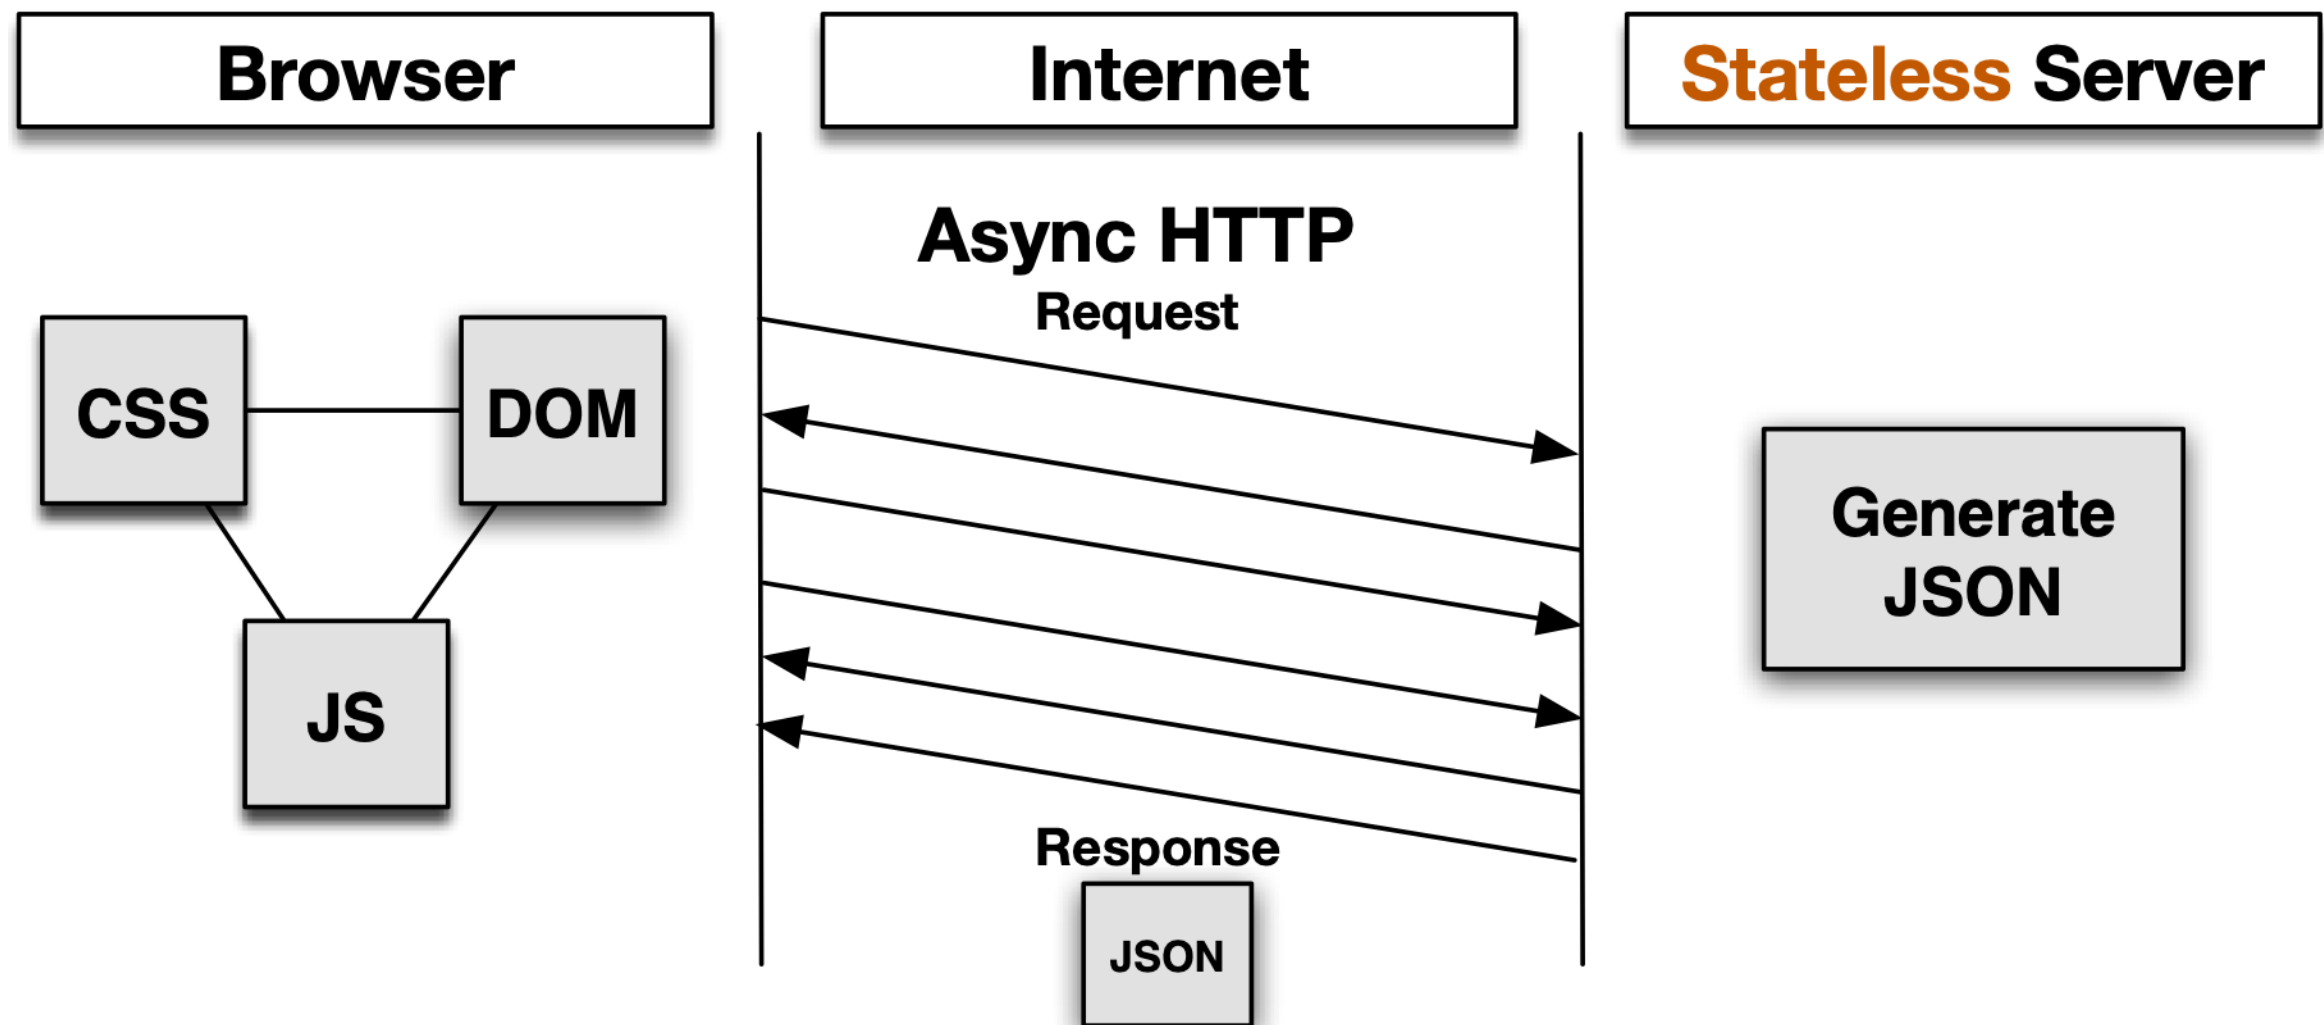 Browser
Internet
Stateless Server
Async HTTP
Request
CSS
DOM
JS
Generate
JSON
Response
JSON